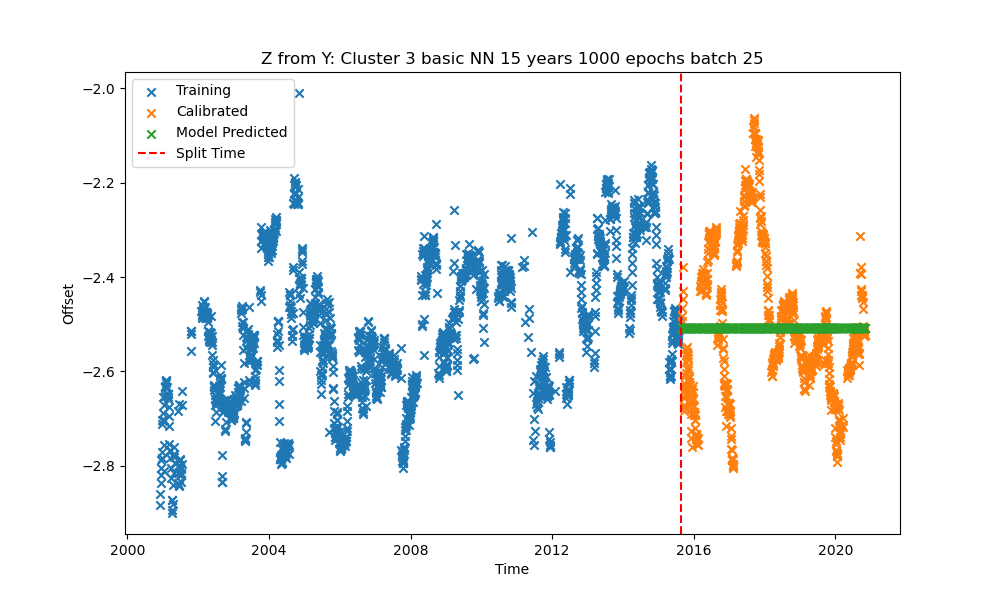 Z from Y: Cluster 3 basic NN 15 years 1000 epochs batch 25
Training
Calibrated
Model Predicted
Split Time
−2.0
−2.2
−2.4
−2.6
−2.8
Offset
2000
2004
2008
2012
2016
2020
Time